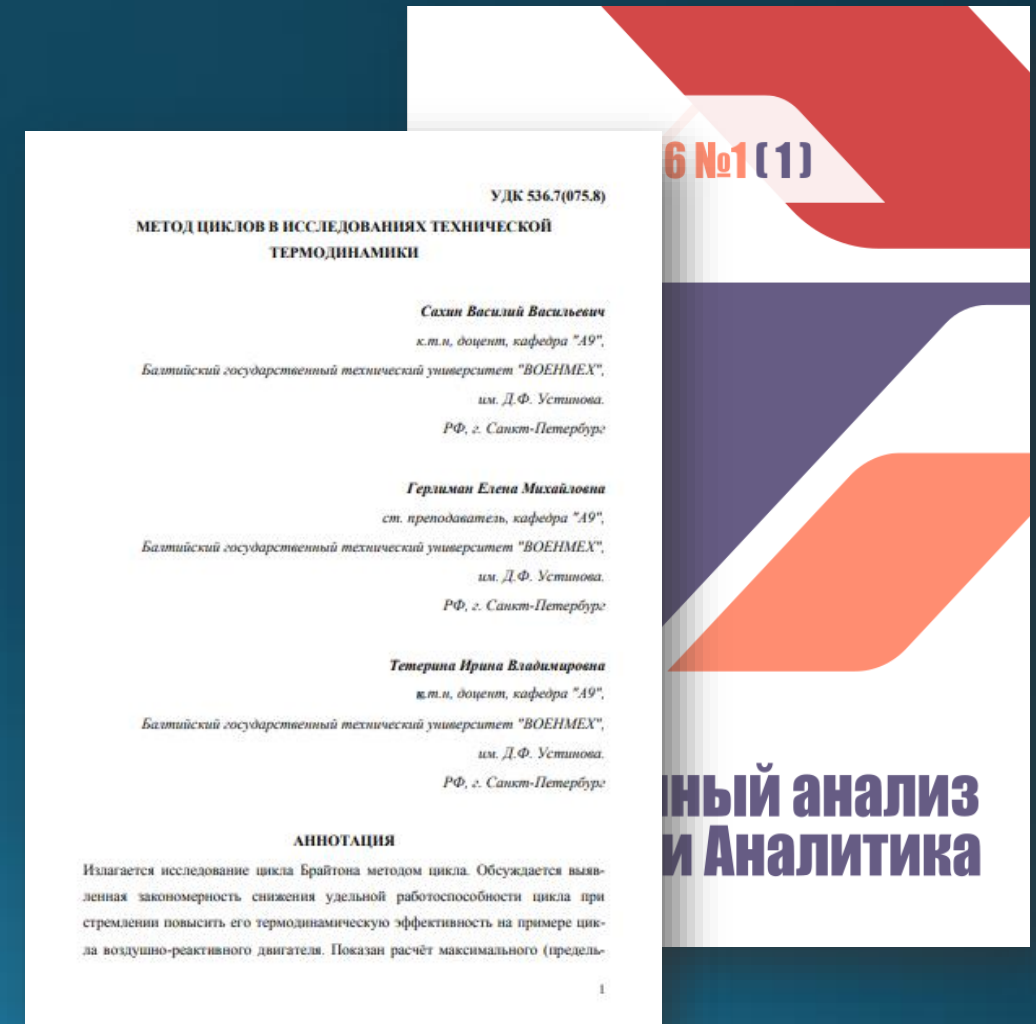 6 №1 ( 1 )
УДК 536.7(075.8)
МЕТОД ЦИКЛОВ В ИССЛЕДОВАНИЯХ ТЕХНИЧЕСКОЙ
ТЕРМОДИНАМИКИ
Сахин Василий Васильевич
к.т.н, доцент, кафедра "А9",
Балтийский государственный технический университет "ВОЕНМЕХ",
им. Д.Ф. Устинова.
РФ, г. Санкт-Петербург
Герлиман Елена Михайловна
ст. преподаватель, кафедра "А9",
Балтийский государственный технический университет "ВОЕНМЕХ",
им. Д.Ф. Устинова.
РФ, г. Санкт-Петербург
Тетерина Ирина Владимировна
к.т.н, доцент, кафедра "А9",
Балтийский государственный технический университет "ВОЕНМЕХ",
им. Д.Ф. Устинова.
РФ, г. Санкт-Петербург
АННОТАЦИЯ
Излагается исследование цикла Брайтона методом цикла. Обсуждается выяв-
ленная закономерность снижения удельной работоспособности цикла при
стремлении повысить его термодинамическую эффективность на примере цик-
ла воздушно-реактивного двигателя. Показан расчёт максимального (предель-
1
ный анализ
и Аналитика